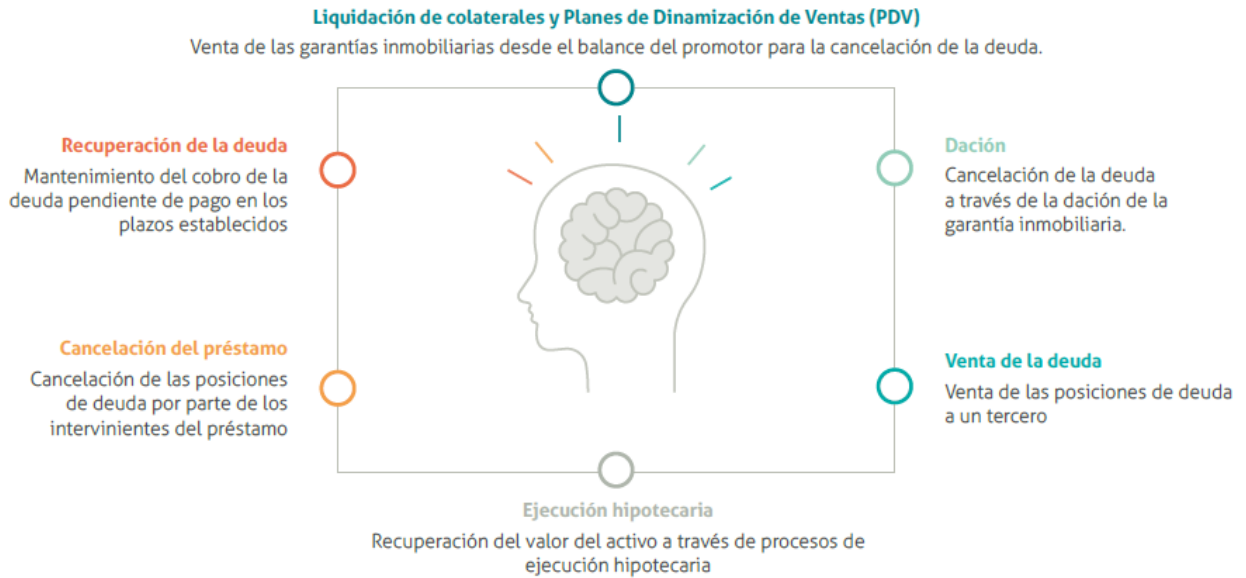 Liquidación de colaterales y Planes de Dinamización de Ventas (PDV)
Venta de las garantías inmobiliarias desde el balance del promotor para la cancelación de la deuda.
Recuperación de la deuda
Mantenimiento del cobro de la
deuda pendiente de pago en los
plazos establecidos
Dación
Cancelación de la deuda
a través de la dación de la
garantía inmobiliaria.
Cancelación del préstamo
Cancelación de las posiciones
de deuda por parte de los
intervinientes del préstamo
Venta de la deuda
Venta de las posiciones de deuda
a un tercero
Ejecución hipotecaria
Recuperación del valor del activo a través de procesos de
ejecución hipotecaria